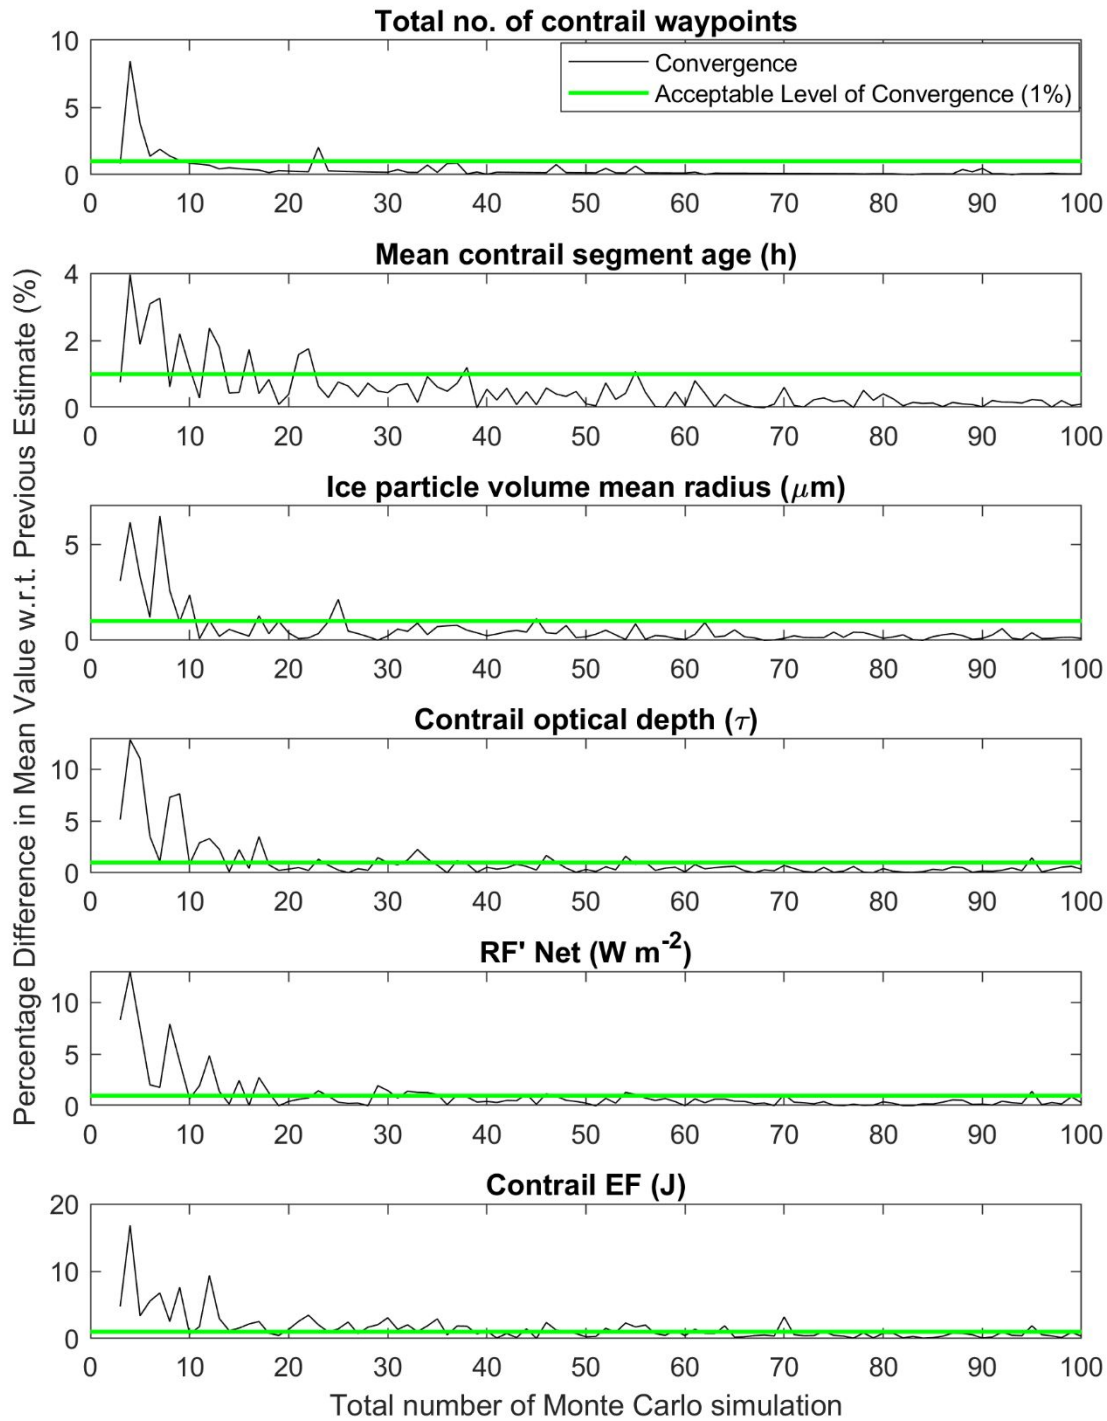 Total no. of contrail waypoints
10
5
0
Convergence
Acceptable Level of Convergence (1%)
0 10 20 30 40 50 60 70 80 90 100
Mean contrail segment age (h)
4
2
0
0 10 20 30 40 50 60 70 80 90 100
Ice particle volume mean radius (μm)
5
0
0 10 20 30 40 50 60 70 80 90 100
Contrail optical depth (τ)
10
5
0
0 10 20 30 40 50 60 70 80 90 100
RF' Net (W m⁻²)
10
5
0
0 10 20 30 40 50 60 70 80 90 100
Contrail EF (J)
20
10
0
0 10 20 30 40 50 60 70 80 90 100
Total number of Monte Carlo simulation
Percentage Difference in Mean Value w.r.t. Previous Estimate (%)